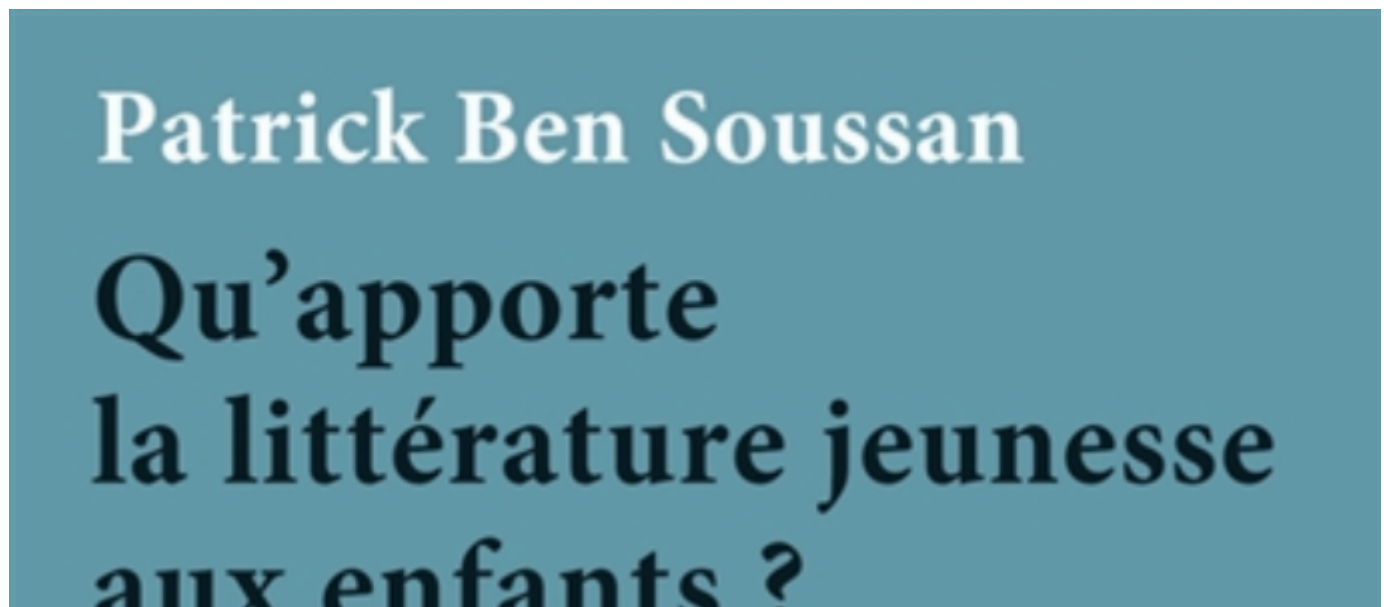 Patrick Ben Soussan
Qu’apporte
la littérature jeunesse
aux enfants ?